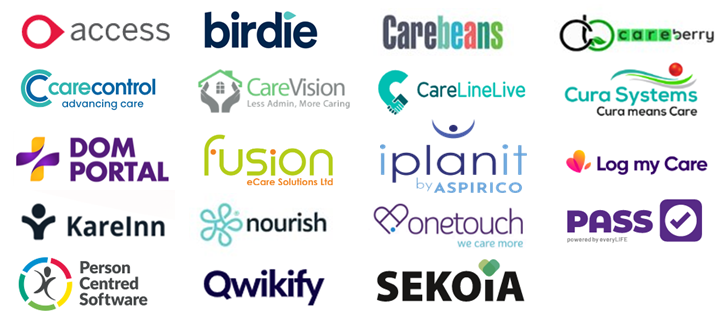 access
birdie
Carebeans
careberry
carecontrol
advancing care
CareVision
Less Admin, More Caring
CareLineLive
Cura Systems
Cura means Care
DOM
PORTAL
fusion
eCare Solutions Ltd
iplanit
by ASPIRICO
Log my Care
KareInn
nourish
onetouch
we care more
PASS
powered by everyLIFE
Person
Centred
Software
Qwikify
SEKOIA